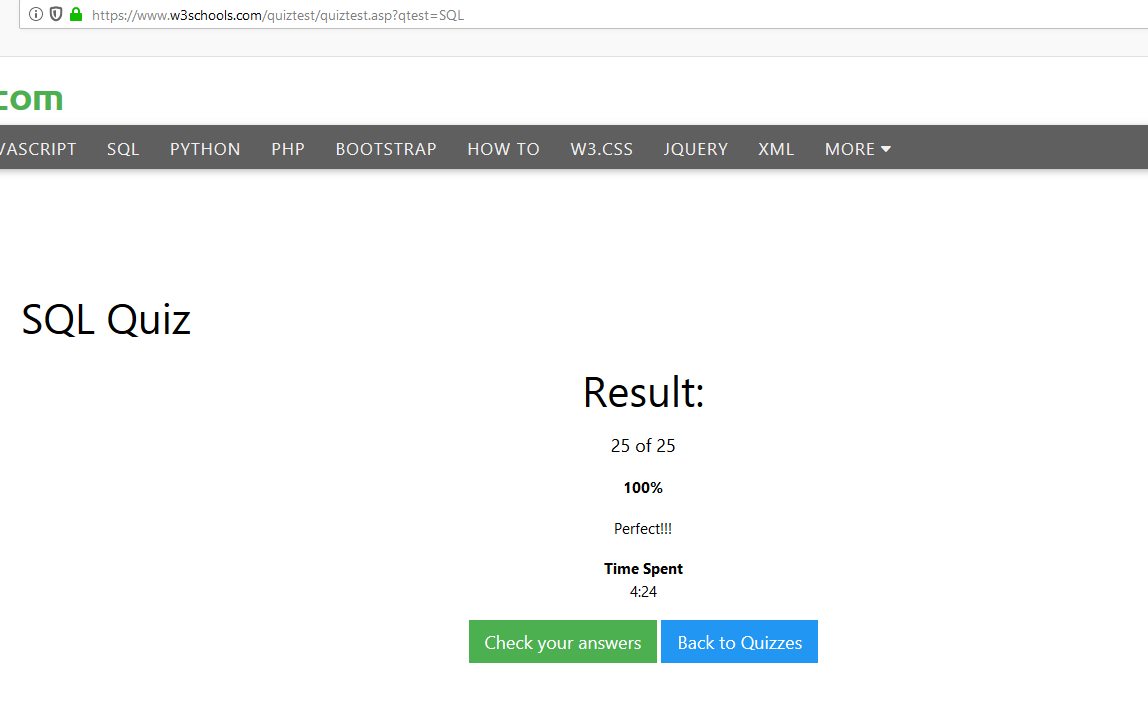 https://www.w3schools.com/quiztest/quiztest.asp?qtest=SQL
com
VASCRIPT SQL PYTHON PHP BOOTSTRAP HOW TO W3.CSS JQUERY XML MORE
SQL Quiz
Result:
25 of 25
100%
Perfect!!!
Time Spent
4:24
Check your answers Back to Quizzes